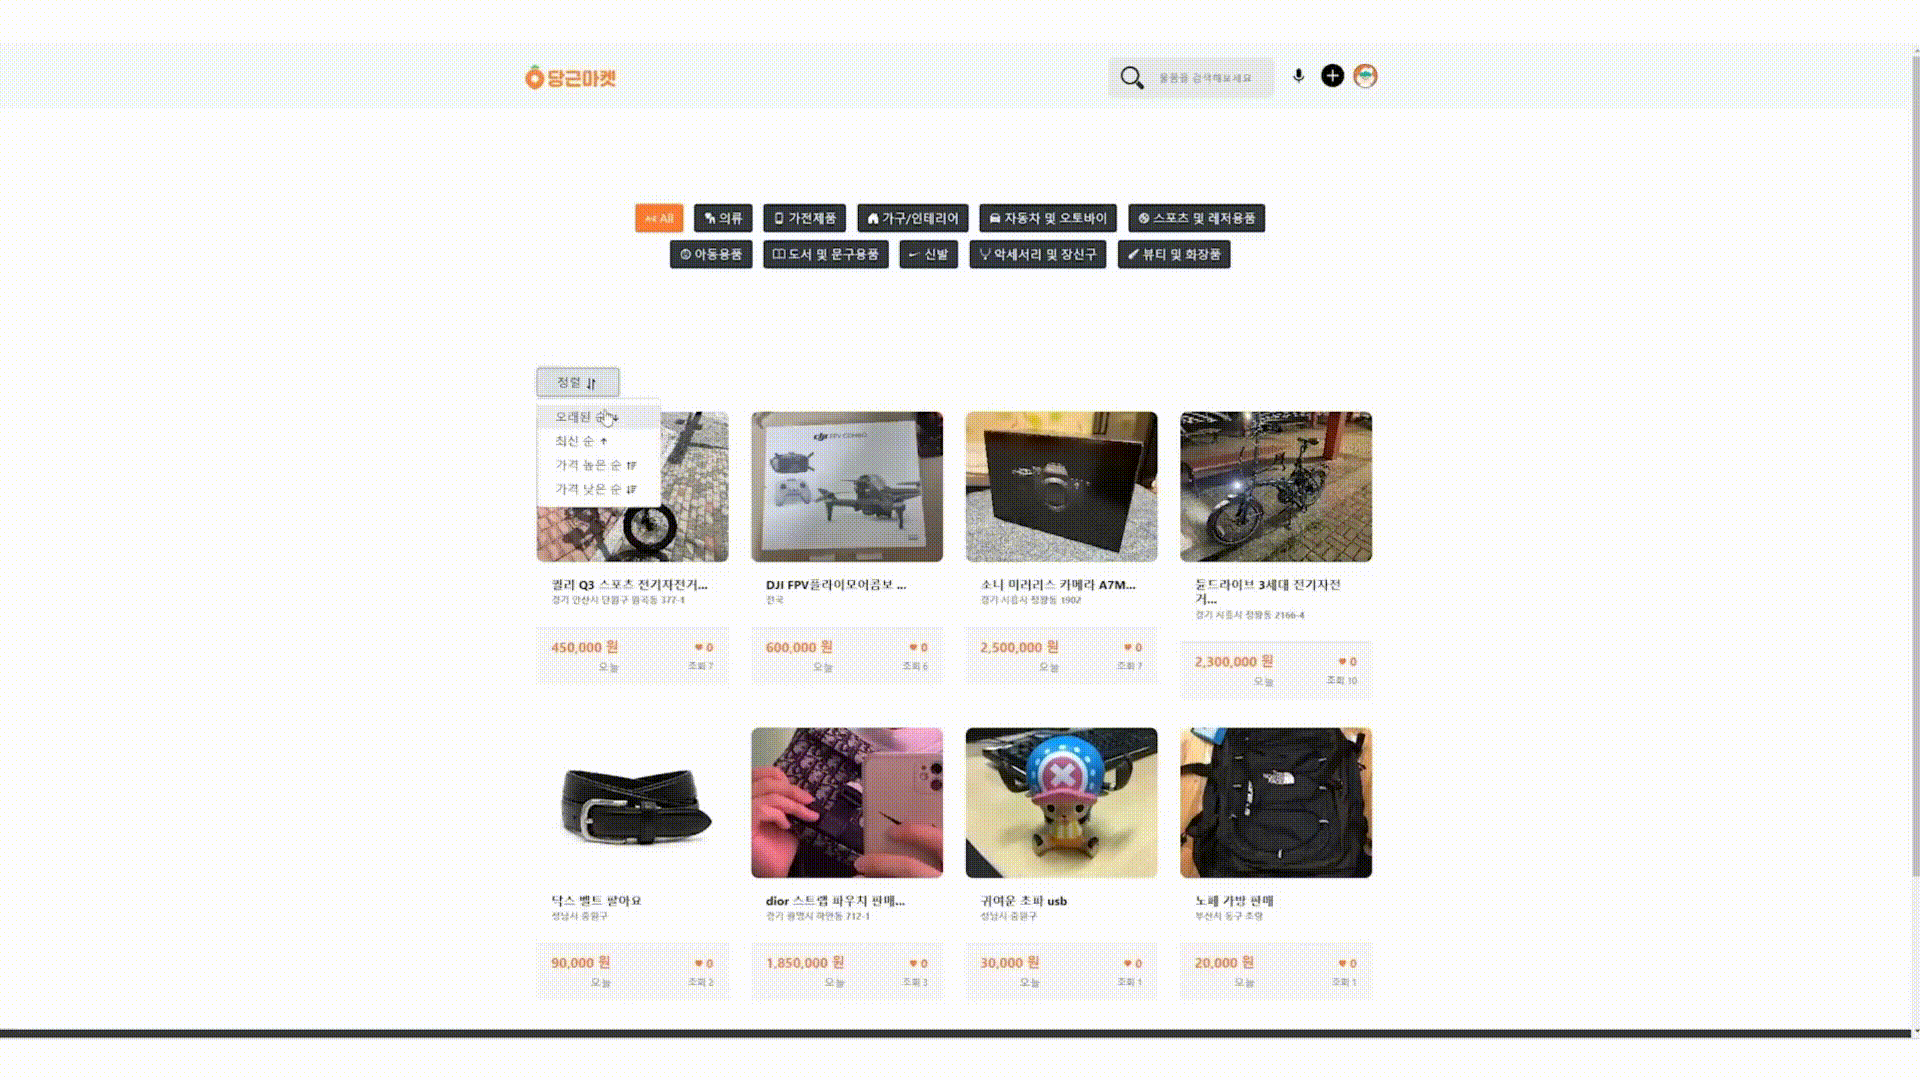 당근마켓
물품을 검색해보세요
All
의류
가전제품
가구/인테리어
자동차 및 오토바이
스포츠 및 레저용품
아동용품
도서 및 문구용품
신발
악세서리 및 장신구
뷰티 및 화장품
정렬
오래된 순
최신 순
가격 높은 순
가격 낮은 순
dji FPV COMBO
퀄리 Q3 스포츠 전기자전거...
경기 안산시 단원구 원곡동 377-1
450,000 원
0
오늘
조회 7
DJI FPV플라이모어콤보 ...
전국
600,000 원
0
오늘
조회 6
소니 미러리스 카메라 A7M...
경기 시흥시 정왕동 1902
2,500,000 원
0
오늘
조회 7
듄드라이브 3세대 전기자전
거...
경기 시흥시 정왕동 2166-4
2,300,000 원
0
오늘
조회 10
닥스 벨트 팔아요
성남시 중원구
90,000 원
0
오늘
조회 2
dior 스트랩 파우치 판매...
경기 광명시 하안동 712-1
1,850,000 원
0
오늘
조회 3
귀여운 쵸파 usb
성남시 중원구
30,000 원
0
오늘
조회 1
노페 가방 판매
부산시 동구 초량
20,000 원
0
오늘
조회 1